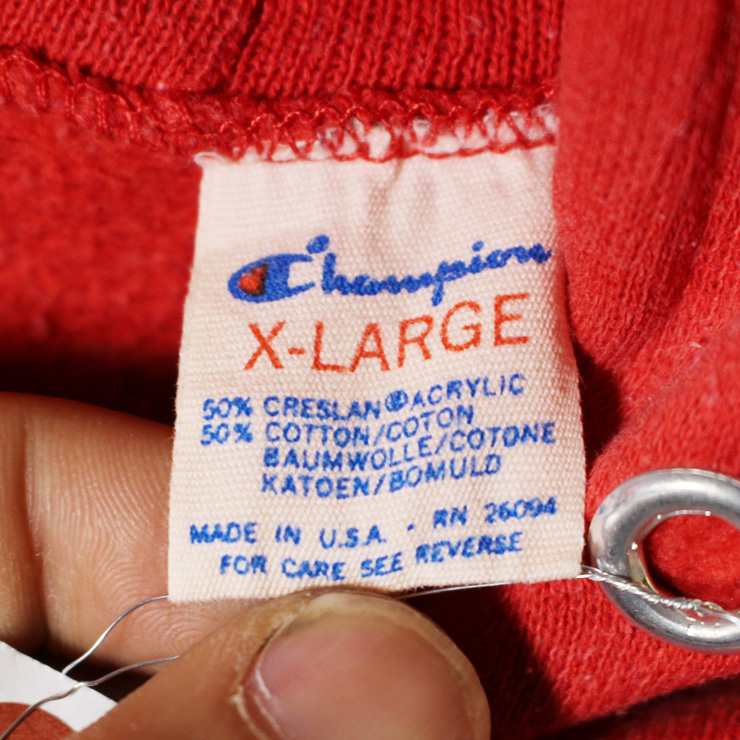 Champion
X-LARGE
50% CRESLAN® ACRYLIC
50% COTTON/COTON
BAUMWOLLE/COTONE
KATOEN/BOMULD
MADE IN U.S.A. - RN 26094
FOR CARE SEE REVERSE